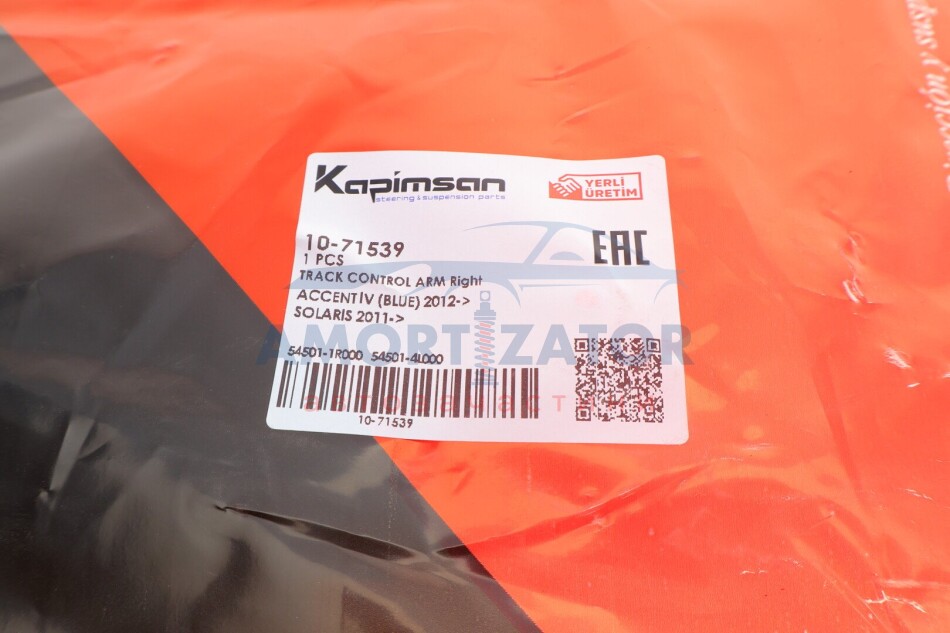 Kapimsan
steering & suspension parts
YERLİ
ÜRETİM
10-71539
1 PCS
EAC
TRACK CONTROL ARM Right
ACCENT İV (BLUE) 2012->
SOLARIS 2011->
AMORTIZATOR
54501-1R000 54501-4L000
10-71539